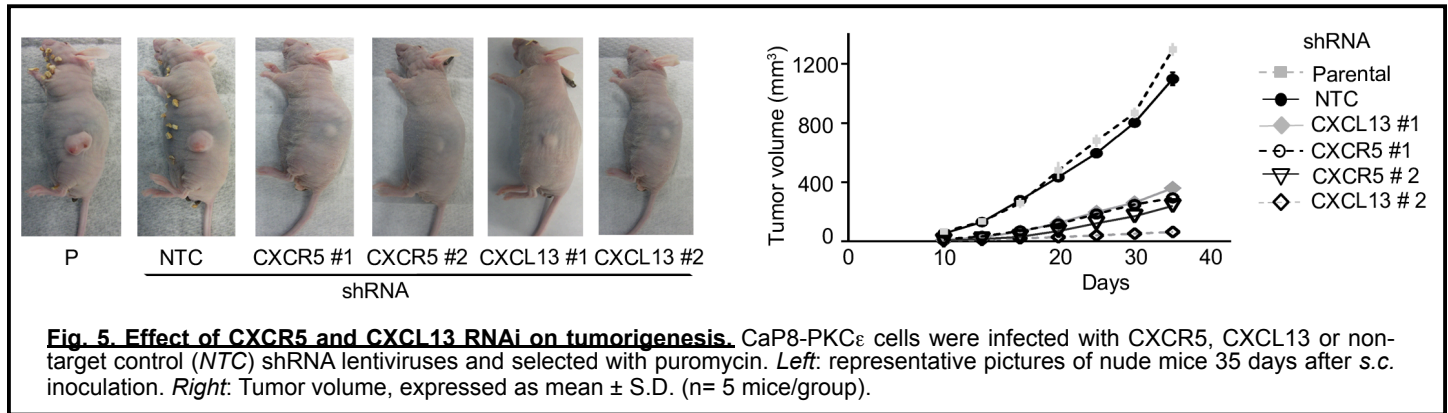 P
NTC
CXCR5 #1
CXCR5 #2
CXCL13 #1
CXCL13 #2
shRNA
Tumor volume (mm3)
1200
800
400
0
0
10
20
40
Days
shRNA
Parental
NTC
CXCL13 #1
CXCR5 #1
CXCR5 # 2
CXCL13 # 2
Fig. 5. Effect of CXCR5 and CXCL13 RNAi on tumorigenesis. CaP8-PKCε cells were infected with CXCR5, CXCL13 or non-
target control (NTC) shRNA lentiviruses and selected with puromycin. Left: representative pictures of nude mice 35 days after s.c.
inoculation. Right: Tumor volume, expressed as mean ± S.D. (n= 5 mice/group).